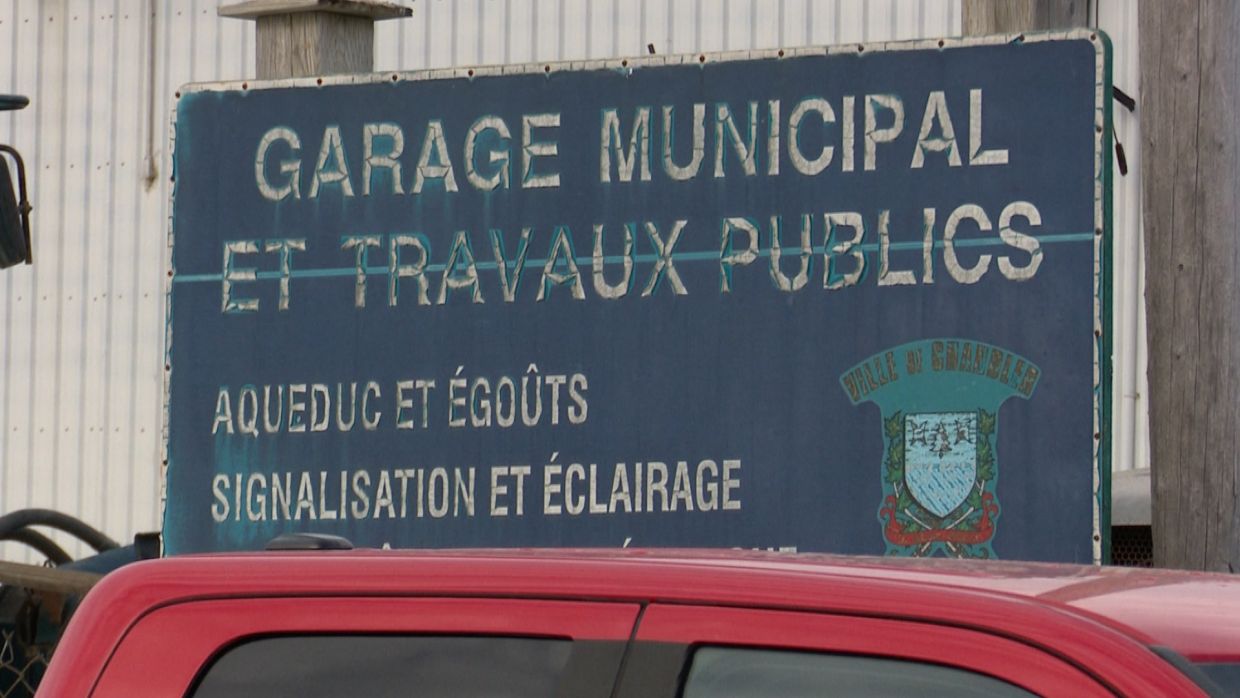 GARAGE MUNICIPAL
ET TRAVAUX PUBLICS
AQUEDUC ET ÉGOÛTS
SIGNALISATION ET ÉCLAIRAGE
VILLE DE CHANDLER